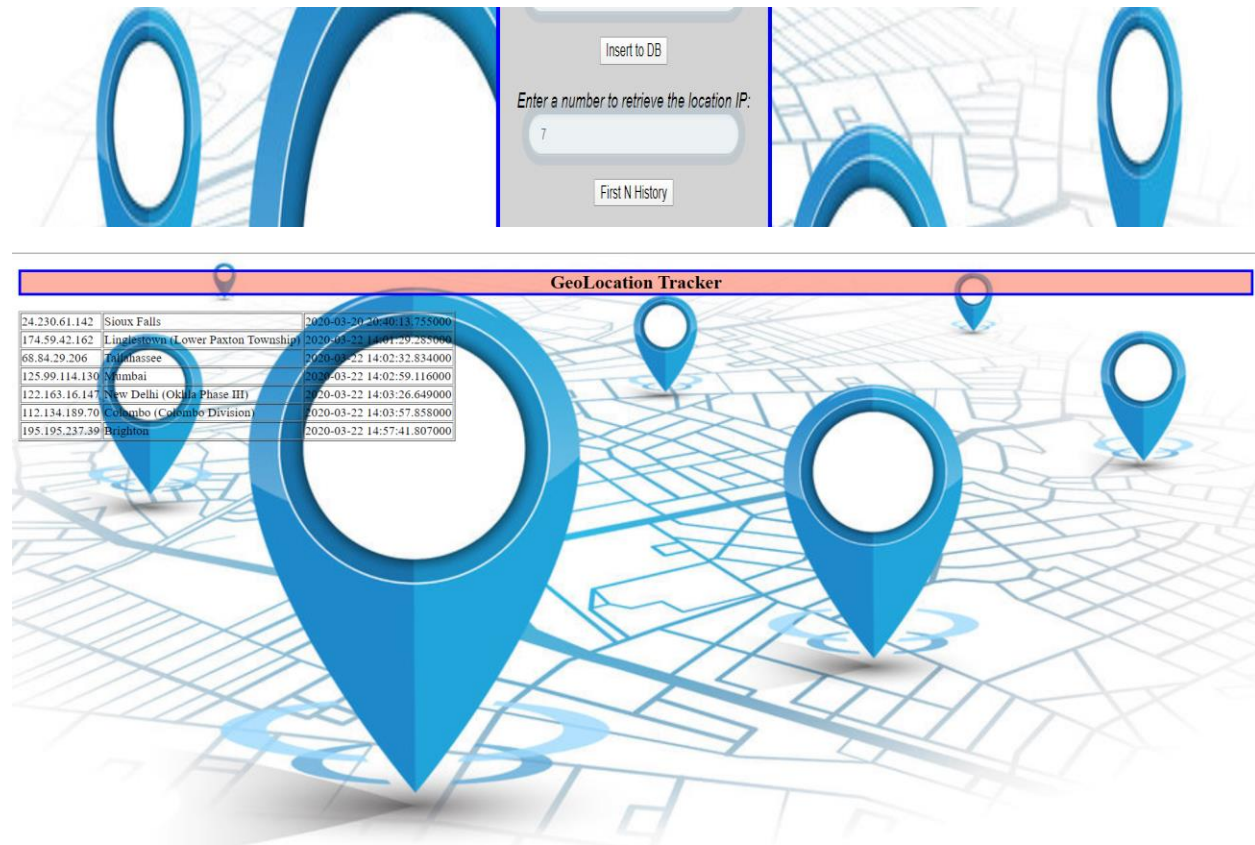 Insert to DB
Enter a number to retrieve the location IP:
7
First N History
GeoLocation Tracker
24.230.61.142 Sioux Falls 2020-03-20 20:40:13.755000
174.59.42.162 Linglestown (Lower Paxton Township) 2020-03-22 14:01:29.285000
68.84.29.206 Tallahassee 2020-03-22 14:02:32.834000
125.99.114.130 Mumbai 2020-03-22 14:02:59.116000
122.163.16.147 New Delhi (Okhla Phase III) 2020-03-22 14:03:26.649000
112.134.189.70 Colombo (Colombo Division) 2020-03-22 14:03:57.858000
195.195.237.39 Brighton 2020-03-22 14:57:41.807000